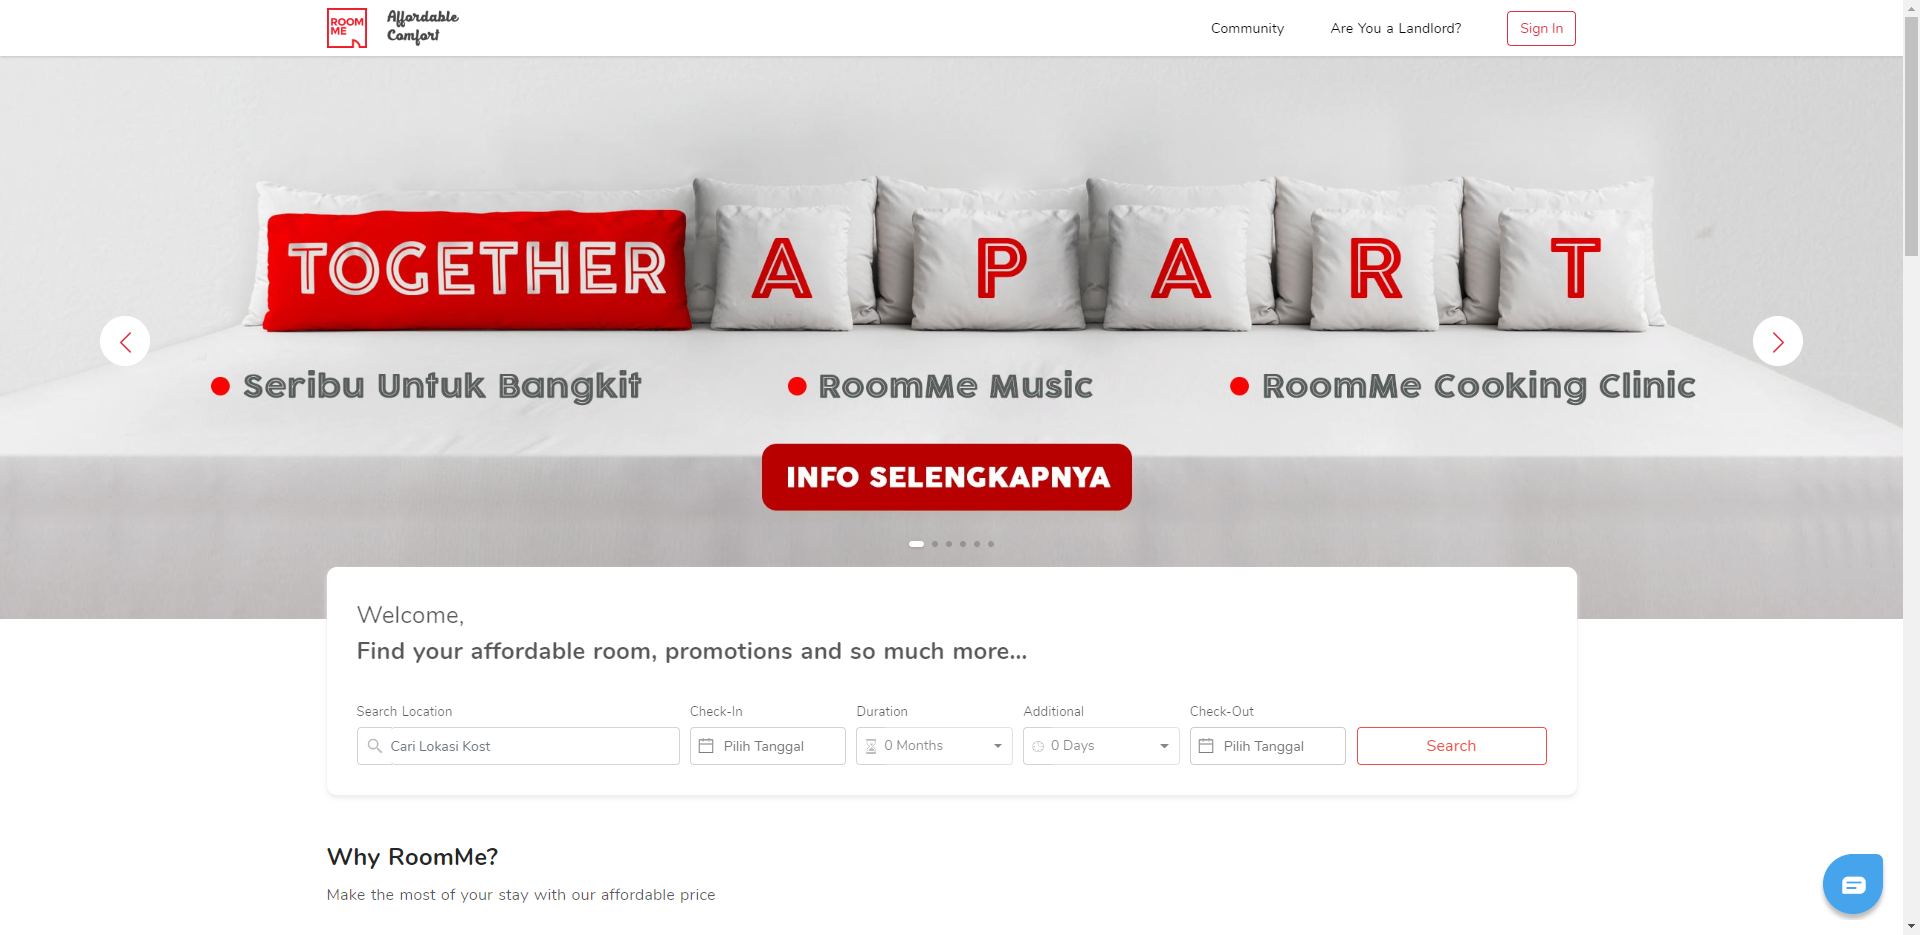 ROOM
ME
Affordable
Comfort
Community
Are You a Landlord?
Sign In
TOGETHER A P A R T
Seribu Untuk Bangkit
RoomMe Music
RoomMe Cooking Clinic
INFO SELENGKAPNYA
Welcome,
Find your affordable room, promotions and so much more...
Search Location
Check-In
Duration
Additional
Check-Out
Cari Lokasi Kost
Pilih Tanggal
0 Months
0 Days
Pilih Tanggal
Search
Why RoomMe?
Make the most of your stay with our affordable price